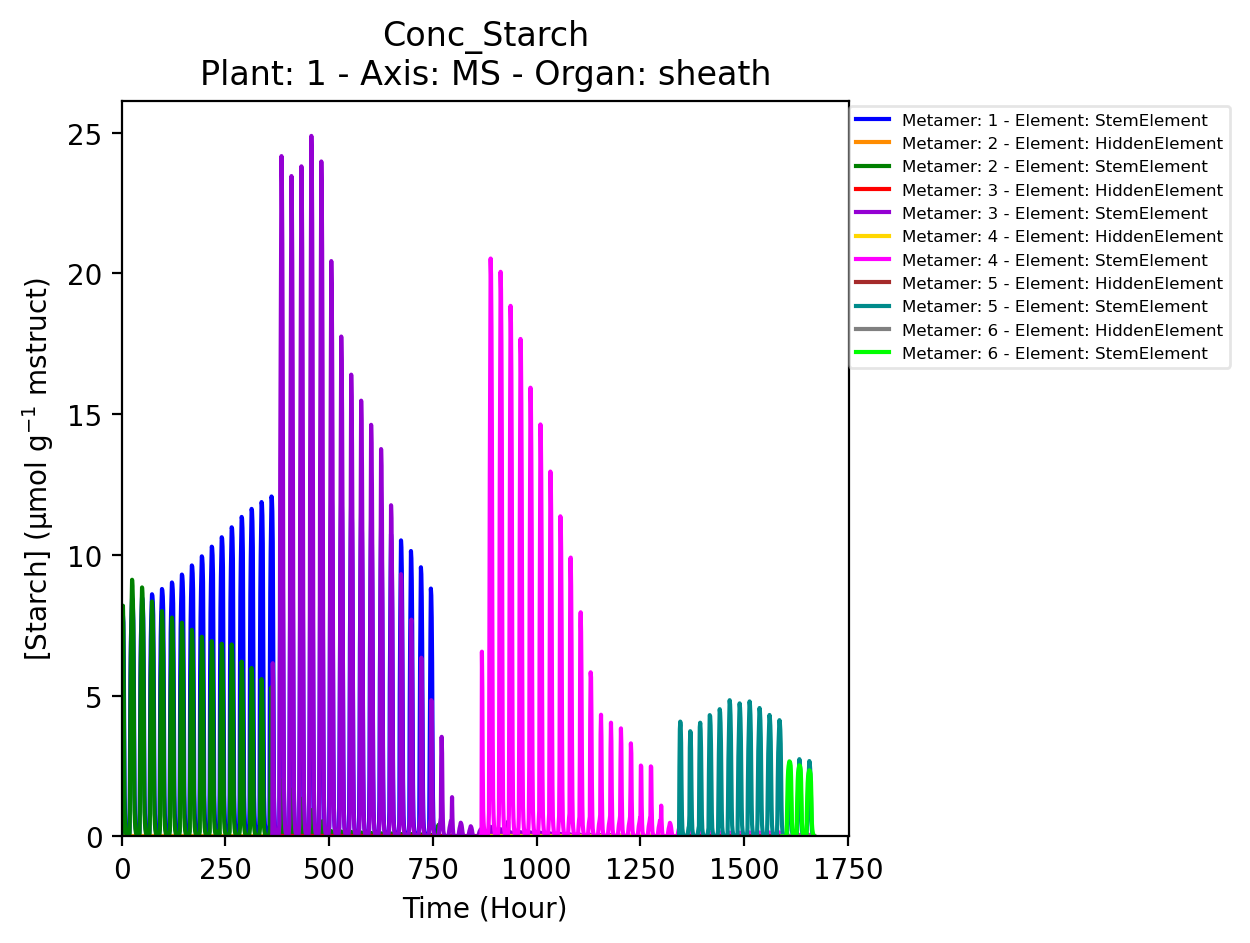 Conc_Starch
Plant: 1 - Axis: MS - Organ: sheath
[Starch] (µmol g⁻¹ mstruct)
25
20
15
10
5
0
0 250 500 750 1000 1250 1500 1750
Time (Hour)
Metamer: 1 - Element: StemElement
Metamer: 2 - Element: HiddenElement
Metamer: 2 - Element: StemElement
Metamer: 3 - Element: HiddenElement
Metamer: 3 - Element: StemElement
Metamer: 4 - Element: HiddenElement
Metamer: 4 - Element: StemElement
Metamer: 5 - Element: HiddenElement
Metamer: 5 - Element: StemElement
Metamer: 6 - Element: HiddenElement
Metamer: 6 - Element: StemElement